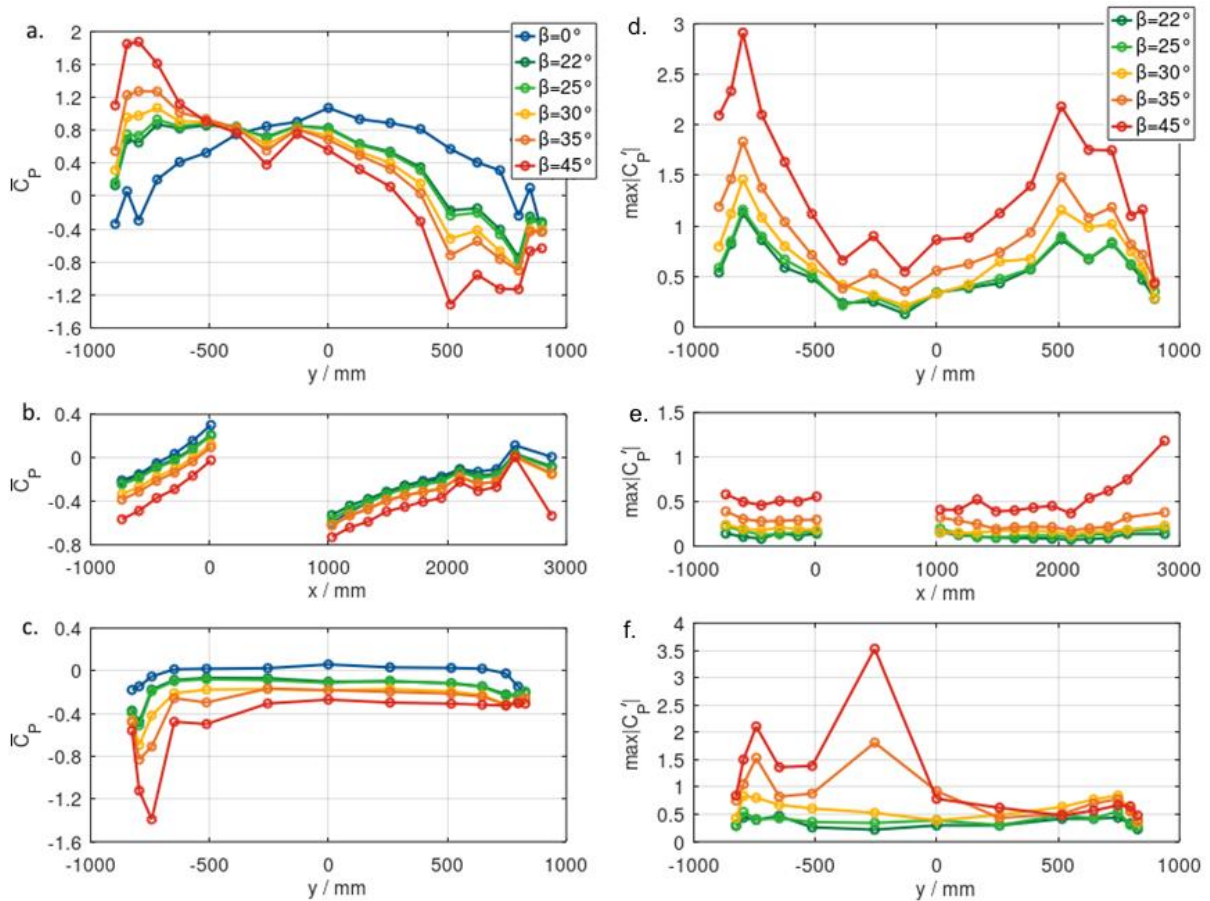 a.
2
1.6
1.2
0.8
0.4
0
-0.4
-0.8
-1.2
-1.6
C̅P
-1000 -500 0 500 1000
y / mm
β=0°
β=22°
β=25°
β=30°
β=35°
β=45°
d.
3
2.5
2
1.5
1
0.5
0
max|CP'|
-1000 -500 0 500 1000
y / mm
β=22°
β=25°
β=30°
β=35°
β=45°
b.
0.4
0
-0.4
-0.8
C̅P
-1000 0 1000 2000 3000
x / mm
e.
1.5
1
0.5
0
max|CP'|
-1000 0 1000 2000 3000
x / mm
c.
0.4
0
-0.4
-0.8
-1.2
-1.6
C̅P
-1000 -500 0 500 1000
y / mm
f.
4
3.5
3
2.5
2
1.5
1
0.5
0
max|CP'|
-1000 -500 0 500 1000
y / mm